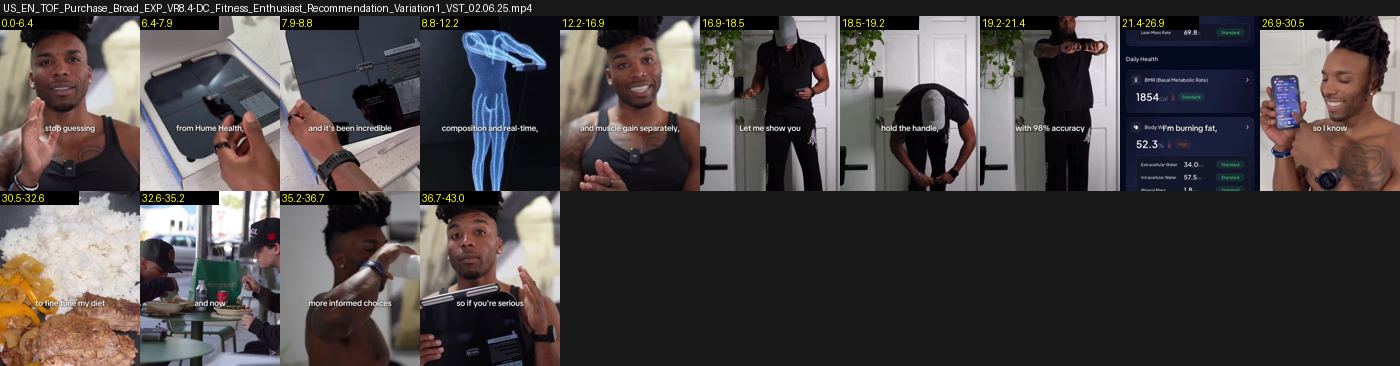 US_EN_TOF_Purchase_Broad_EXP_VR8.4-DC_Fitness_Enthusiast_Recommendation_Variation1_VST_02.06.25.mp4
0.0-6.4
stop guessing
6.4-7.9
from Hume Health,
7.9-8.8
and it's been incredible
8.8-12.2
composition and real-time,
12.2-16.9
and muscle gain separately,
16.9-18.5
Let me show you
18.5-19.2
hold the handle,
19.2-21.4
with 98% accuracy
21.4-26.9
Lean Mass Rate 69.8 Standard
Daily Health
BMR (Basal Metabolic Rate)
1854 Standard
Body W
I'm burning fat,
52.3 High
Extracellular Water 34.0 Standard
Intracellular Water 57.5 Standard
Mineral Mass 1.8 Standard
26.9-30.5
so I know
30.5-32.6
to fine tune my diet
32.6-35.2
and now
35.2-36.7
more informed choices
36.7-43.0
so if you're serious